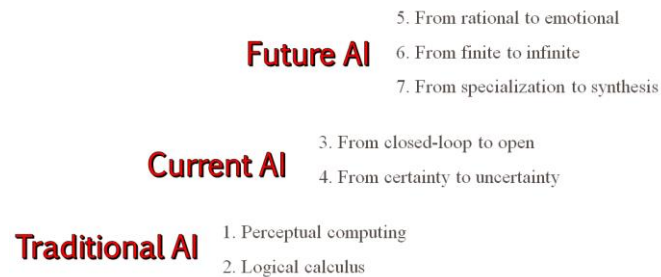 5. From rational to emotional
Future AI
6. From finite to infinite
7. From specialization to synthesis
3. From closed-loop to open
Current AI
4. From certainty to uncertainty
1. Perceptual computing
Traditional AI
2. Logical calculus